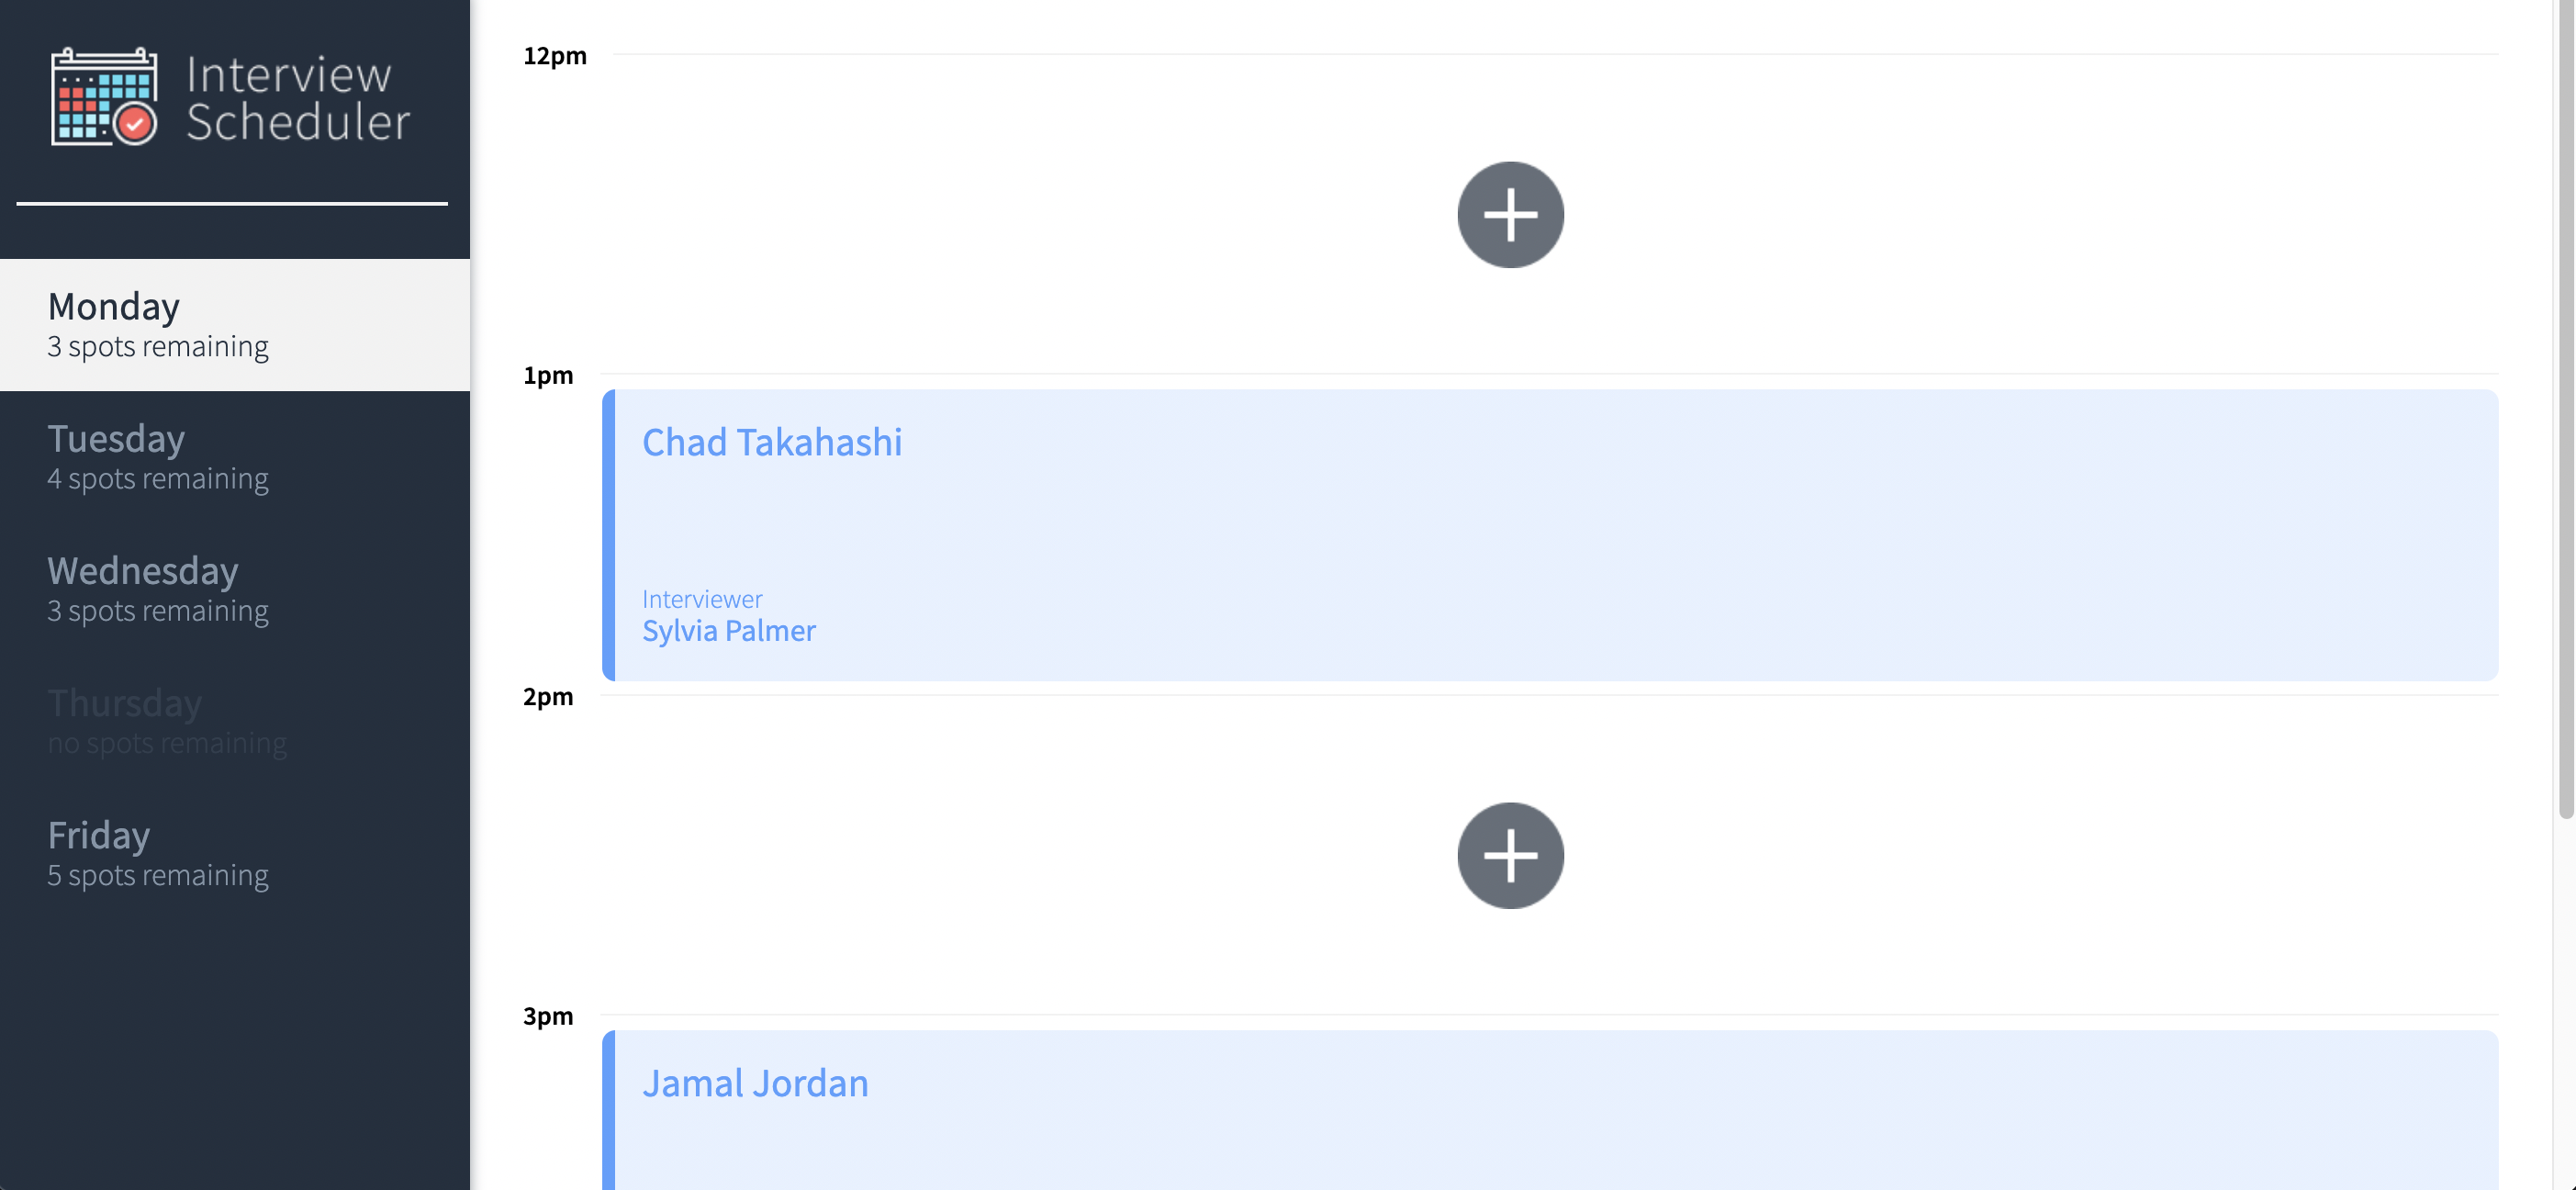 Interview
Scheduler
Monday
3 spots remaining
Tuesday
4 spots remaining
Wednesday
3 spots remaining
Thursday
no spots remaining
Friday
5 spots remaining
12pm
1pm
Chad Takahashi
Interviewer
Sylvia Palmer
2pm
3pm
Jamal Jordan